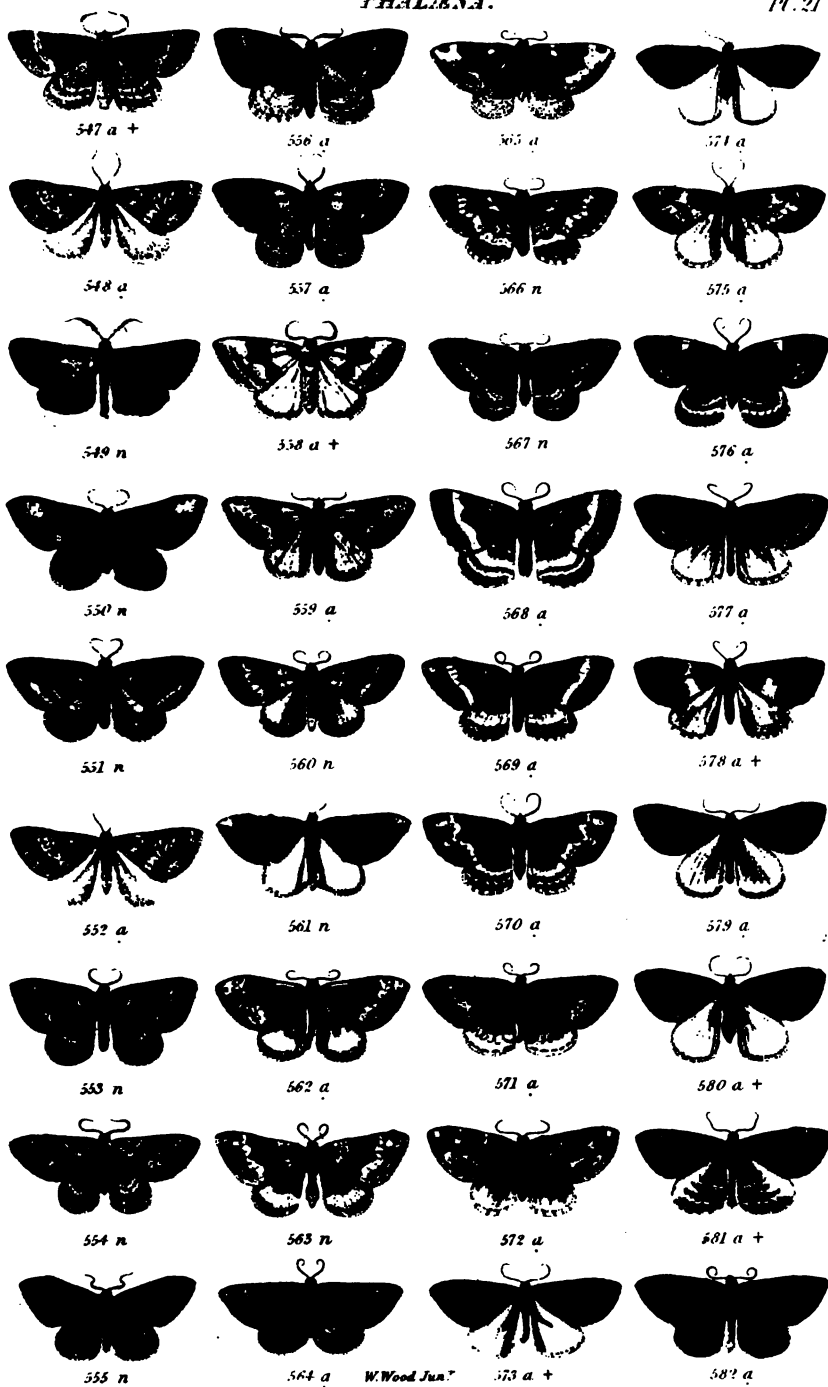 PHALÆNA. Pl. 21
547 a +
556 a
565 a
574 a
548 a
557 a
566 n
575 a
549 n
558 a +
567 n
576 a
550 n
559 a
568 a
577 a
551 n
560 n
569 a
578 a +
552 a
561 n
570 a
579 a
553 n
562 a
571 a
580 a +
554 n
563 n
572 a
581 a +
555 n
564 a
W. Wood Junr.
573 a +
582 a